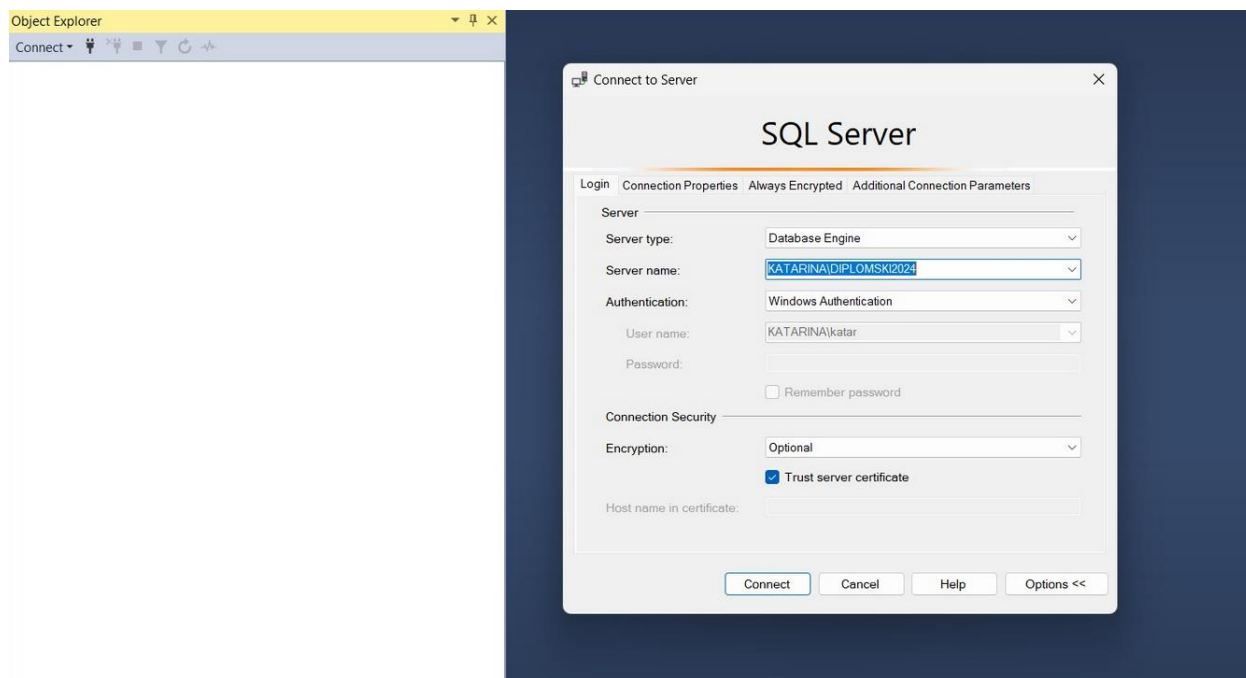 Object Explorer
Connect
Connect to Server
SQL Server
Login Connection Properties Always Encrypted Additional Connection Parameters
Server
Server type: Database Engine
Server name: KATARINA\DIPLOMSKI2024
Authentication: Windows Authentication
User name: KATARINA\katar
Password:
Remember password
Connection Security
Encryption: Optional
Trust server certificate
Host name in certificate:
Connect Cancel Help Options <<